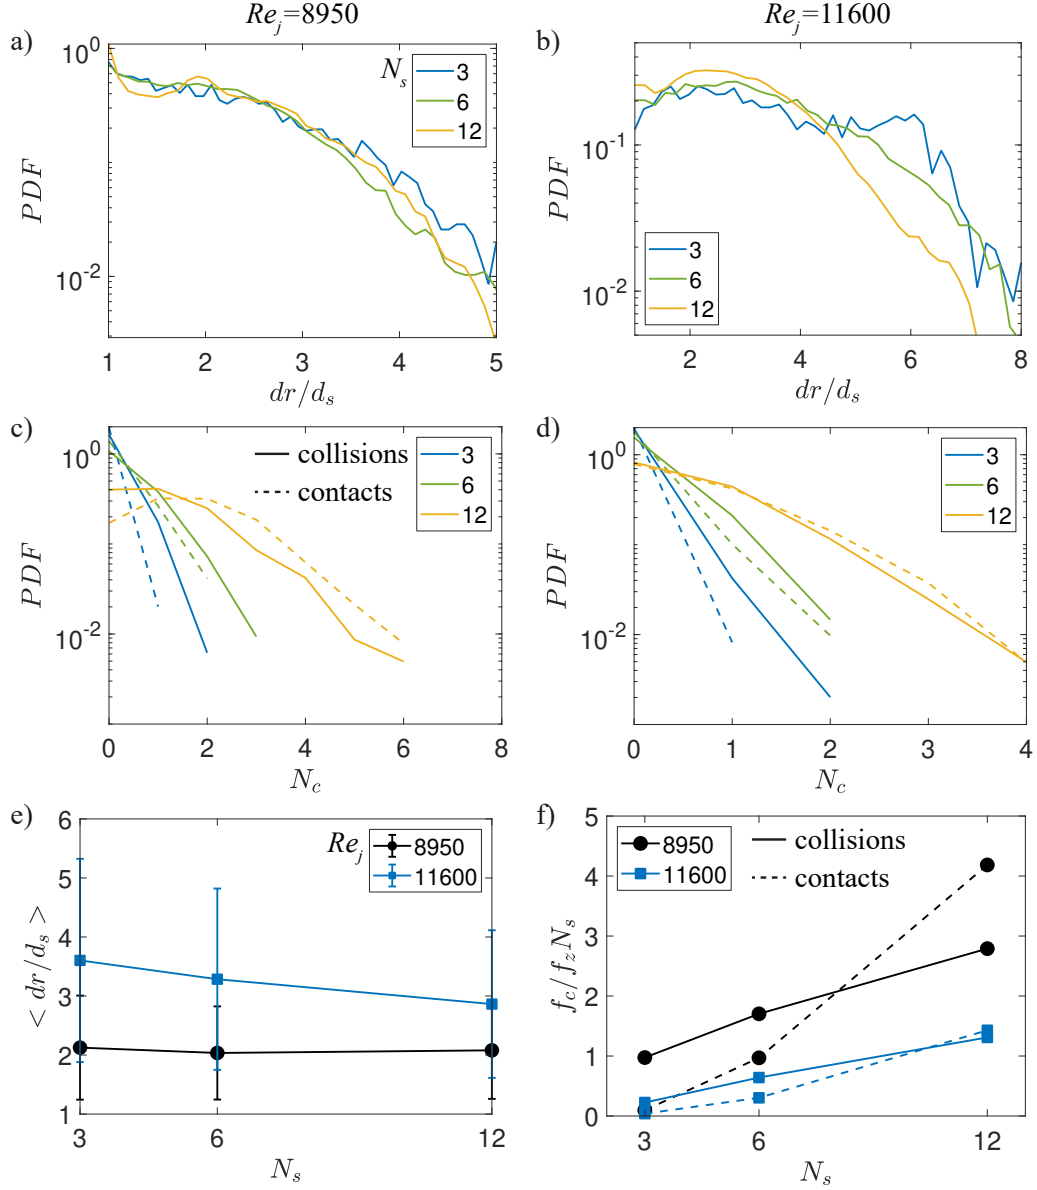 Re_j=8950
Re_j=11600
a)
10^0
10^-2
PDF
N_s
3
6
12
1 2 3 4 5
dr/d_s
b)
10^-1
10^-2
PDF
3
6
12
2 4 6 8
dr/d_s
c)
10^0
10^-2
PDF
collisions
contacts
3
6
12
0 2 4 6 8
N_c
d)
10^0
10^-2
PDF
3
6
12
0 1 2 3 4
N_c
e)
6
5
4
3
2
1
< dr/d_s >
Re_j
8950
11600
3 6 12
N_s
f)
5
4
3
2
1
0
f_c/f_zN_s
8950
11600
collisions
contacts
3 6 12
N_s